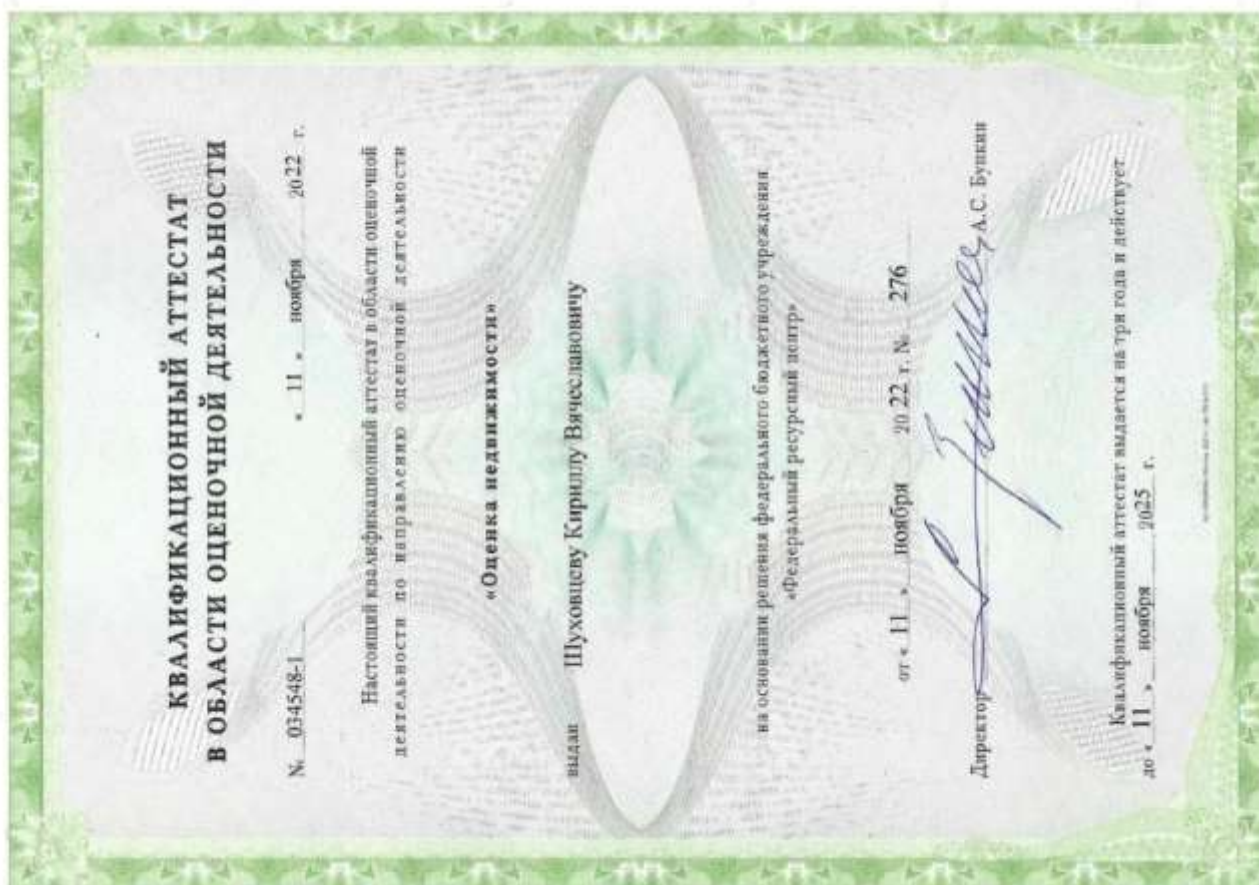 КВАЛИФИКАЦИОННЫЙ АТТЕСТАТ
В ОБЛАСТИ ОЦЕНОЧНОЙ ДЕЯТЕЛЬНОСТИ
№ 034548-1 « 11 » ноября 2022 г.
Настоящий квалификационный аттестат в области оценочной
деятельности по направлению оценочной деятельности
«Оценка недвижимости»
выдан Шуховцеву Кириллу Вячеславовичу
на основании решения федерального бюджетного учреждения
«Федеральный ресурсный центр»
от « 11 » ноября 2022 г. № 276
Директор А.С. Бункин
Квалификационный аттестат выдается на три года и действует
до « 11 » ноября 2025 г.